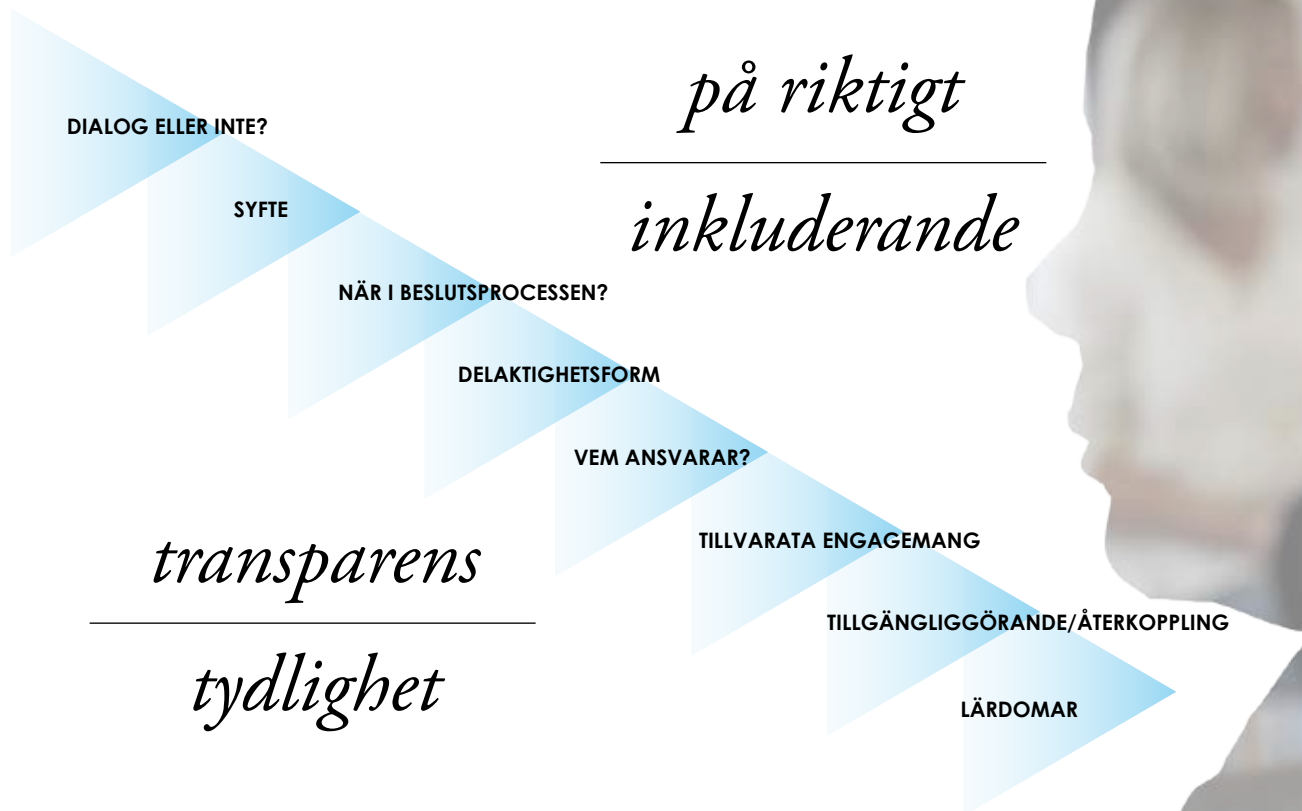 på riktigt
inkluderande
DIALOG ELLER INTE?
SYFTE
NÄR I BESLUTSPROCESSEN?
DELAKTIGHETSFORM
VEM ANSVARAR?
TILLVARATA ENGAGEMANG
TILLGÄNGLIGGÖRANDE/ÅTERKOPPLING
LÄRDOMAR
transparens
tydlighet